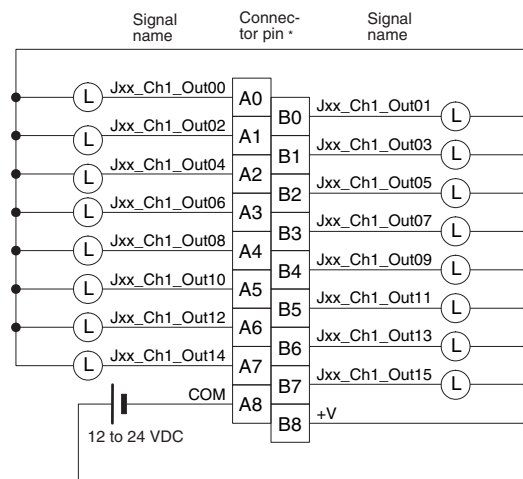 Signal name
Connec-
tor pin *
Signal name
Jxx_Ch1_Out00 A0
L
B0 Jxx_Ch1_Out01
L
Jxx_Ch1_Out02 A1
L
B1 Jxx_Ch1_Out03
L
Jxx_Ch1_Out04 A2
L
B2 Jxx_Ch1_Out05
L
Jxx_Ch1_Out06 A3
L
B3 Jxx_Ch1_Out07
L
Jxx_Ch1_Out08 A4
L
B4 Jxx_Ch1_Out09
L
Jxx_Ch1_Out10 A5
L
B5 Jxx_Ch1_Out11
L
Jxx_Ch1_Out12 A6
L
B6 Jxx_Ch1_Out13
L
Jxx_Ch1_Out14 A7
L
B7 Jxx_Ch1_Out15
L
COM A8
B8 +V
12 to 24 VDC